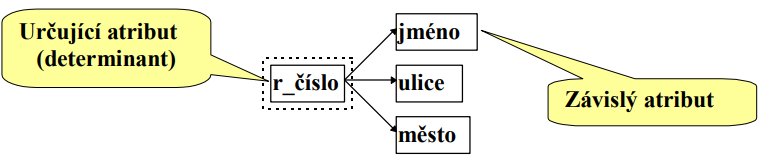 Určující atribut
(determinant)
r_číslo
jméno
ulice
město
Závislý atribut